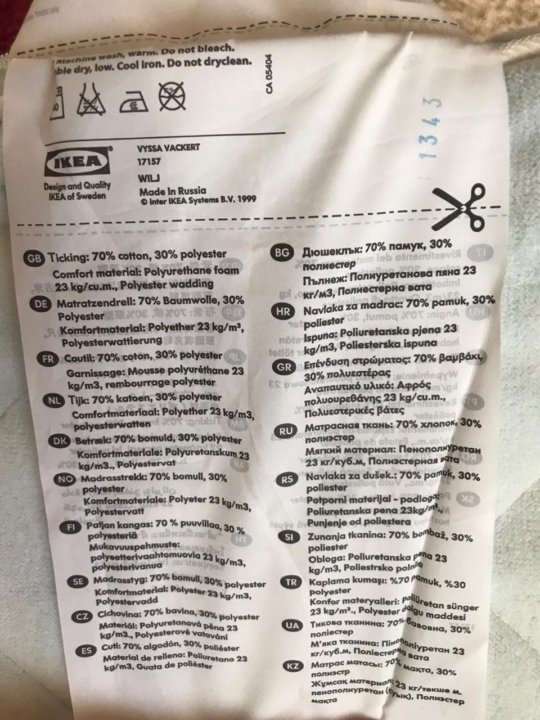 Machine wash, warm. Do not bleach.
ble dry, low. Cool iron. Do not dryclean.
CA 05404
1343
IKEA
Design and Quality
IKEA of Sweden
VYSSA VACKERT
17157
WILJ
Made in Russia
© Inter IKEA Systems B.V. 1999
GB Ticking: 70% cotton, 30% polyester
Comfort material: Polyurethane foam
23 kg/cu.m., Polyester wadding
DE Matratzendrell: 70% Baumwolle, 30%
Polyester
Komfortmaterial: Polyether 23 kg/m³,
Polyesterwattierung
FR Coutil: 70% coton, 30% polyester
Garnissage: Mousse polyuréthane 23
kg/m3, rembourrage polyester
NL Tijk: 70% katoen, 30% polyester
Comfortmateriaal: Polyether 23 kg/m3,
polyesterwatten
DK Betræk: 70% bomuld, 30% polyester
Komfortmateriale: Polyuretanskum 23
kg/m3., Polyestervat
NO Madrasstrekk: 70% bomull, 30%
polyester
Komfortmateriale: Polyeter 23 kg/m3,
Polyestervatt
FI Patjan kangas: 70 % puuvillaa, 30 %
polyesteriä
Mukavuuspehmuste:
polyeetterivaahtomuovia 23 kg/m3,
polyesterivanua
SE Madrasstyg: 70% bomull, 30% polyester
Komfortmaterial: Polyeter 23 kg/m3,
Polyestervadd
CZ Cichovina: 70% bavlna, 30% polyester
Materiál: Polyuretanová pěna 23
kg/m3., Polyesterové vatování
ES Cutí: 70% algodón, 30% poliéster
Material de relleno: Poliuretano 23
kg/m3, Guata de poliéster
BG Дюшеклък: 70% памук, 30%
полиестер
Пълнеж: Полиуретанова пяна 23
кг/м3, Полиестерна вата
HR Navlaka za madrac: 70% pamuk, 30%
poliester
Ispuna: Poliuretanska pjena 23
kg/m3, Poliesterska ispuna
GR Επένδυση στρώματος: 70% βαμβάκι,
30% πολυεστέρας
Αναπαυτικό υλικό: Αφρός
πολυουρεθάνης 23 kg/cu.m.,
Πολυεστερικές βάτες
RU Матрасная ткань: 70% хлопок, 30%
полиэстер
Мягкий материал: Пенополиуретан
23 кг/куб.м, Полиэстерная вата
RS Navlaka za dušek.: 70% pamuk, 30%
poliester
Potporni materijal - podloga:
Poliuretanska pena 23kg/m³.,
Punjenje od poliestera
SI Zunanja tkanina: 70% bombaž, 30%
poliester
Obloga: Poliuretanska pena 23
kg/m3, Poliestrsko polnilo
TR Kaplama kumaşı: %70 pamuk, %30
polyester
Konfor materyalleri: Poliüretan sünger
23 kg/m³., Polyester dolgu maddesi
UA Тикова тканина: 70% бавовна, 30%
поліестер
М'яка тканина: Пінополіуретан 23
кг/куб.м, Поліестерова вата
KZ Матрас матасы: 70% мақта, 30%
полиэстр
Жұмсақ материал: 23 кг/текше м.
пенополиуретан Полиэстер
мақта